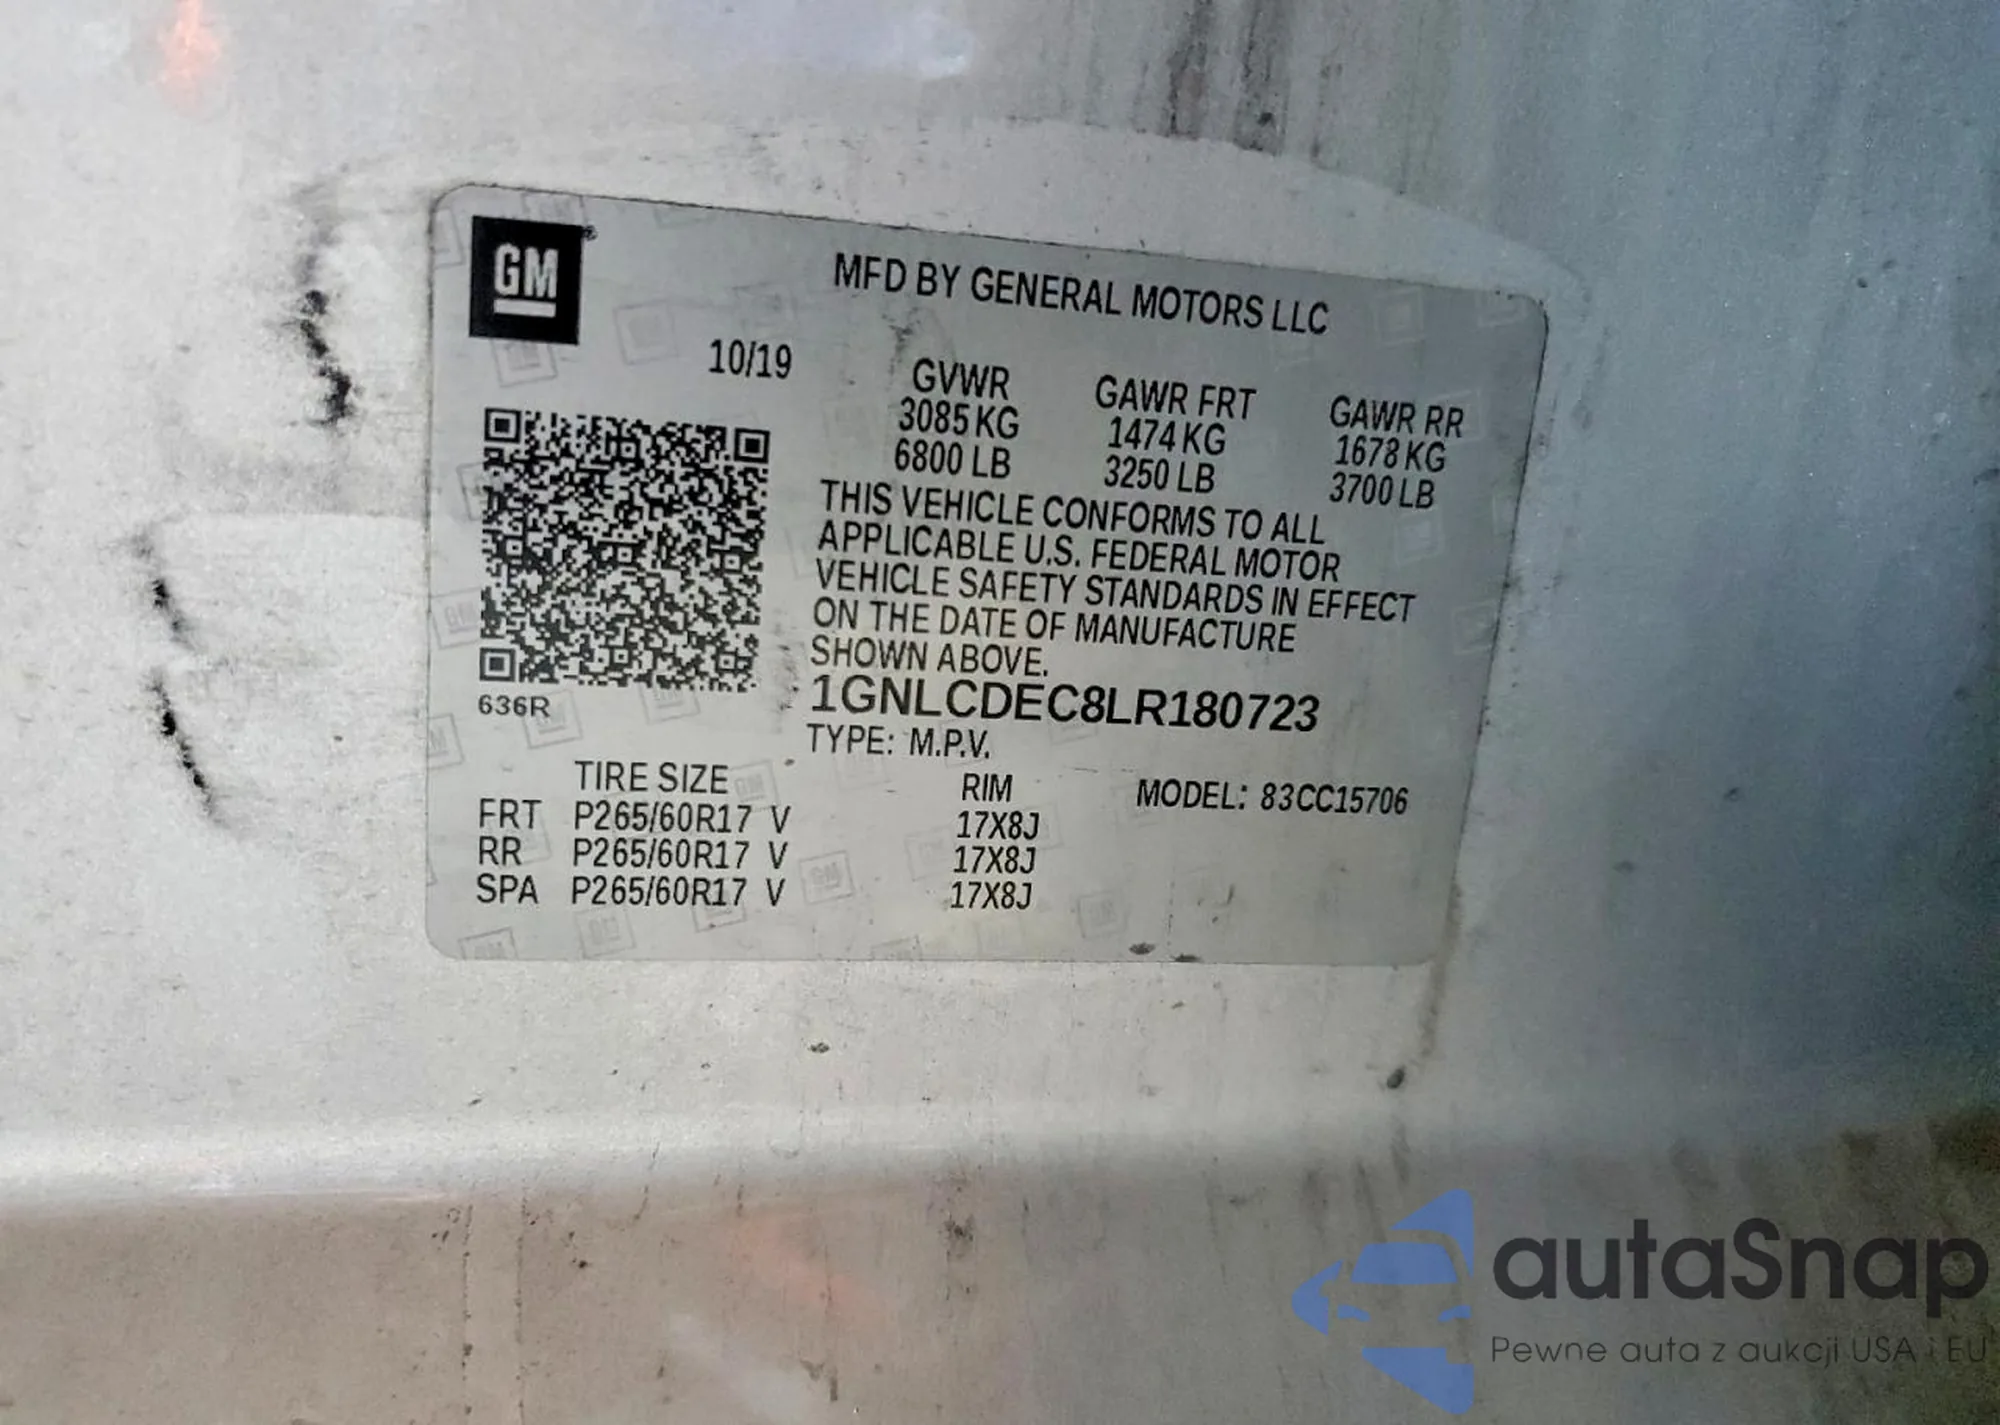 GM
MFD BY GENERAL MOTORS LLC
10/19
GVWR GAWR FRT GAWR RR
3085 KG 1474 KG 1678 KG
6800 LB 3250 LB 3700 LB
THIS VEHICLE CONFORMS TO ALL
APPLICABLE U.S. FEDERAL MOTOR
VEHICLE SAFETY STANDARDS IN EFFECT
ON THE DATE OF MANUFACTURE
SHOWN ABOVE.
636R
1GNLCDEC8LR180723
TYPE: M.P.V.
TIRE SIZE RIM MODEL: 83CC15706
FRT P265/60R17 V 17X8J
RR P265/60R17 V 17X8J
SPA P265/60R17 V 17X8J
autaSnap
Pewne auta z aukcji USA i EU